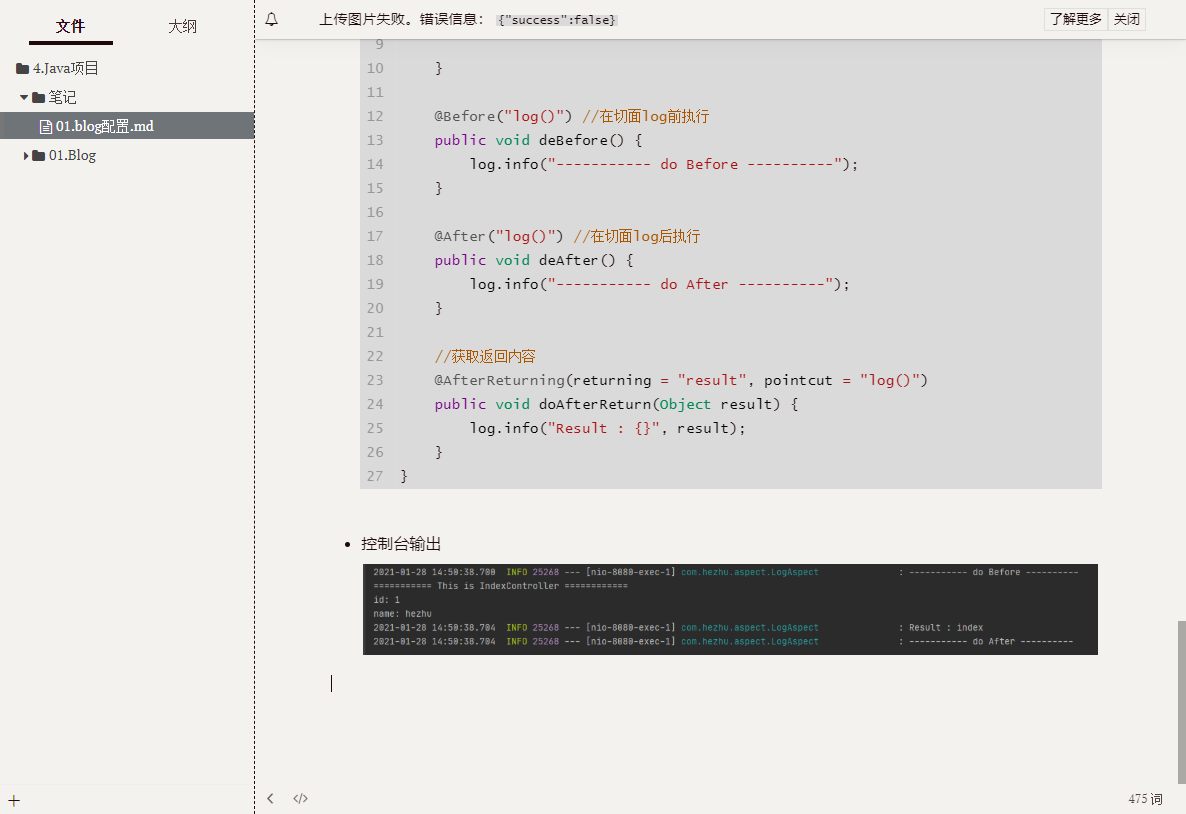 文件
大纲
4.Java项目
笔记
01.blog配置.md
01.Blog
上传图片失败。错误信息： {"success":false}
了解更多 关闭
9
10 }
11
12 @Before("log()") //在切面log前执行
13 public void deBefore() {
14 log.info("----------- do Before ----------");
15 }
16
17 @After("log()") //在切面log后执行
18 public void deAfter() {
19 log.info("----------- do After ----------");
20 }
21
22 //获取返回内容
23 @AfterReturning(returning = "result", pointcut = "log()")
24 public void doAfterReturn(Object result) {
25 log.info("Result : {}", result);
26 }
27 }
控制台输出
2021-01-28 14:50:38.700 INFO 25268 --- [nio-8080-exec-1] com.hezhu.aspect.LogAspect : ----------- do Before ----------
=========== This is IndexController ============
id: 1
name: hezhu
2021-01-28 14:50:38.704 INFO 25268 --- [nio-8080-exec-1] com.hezhu.aspect.LogAspect : Result : index
2021-01-28 14:50:38.704 INFO 25268 --- [nio-8080-exec-1] com.hezhu.aspect.LogAspect : ----------- do After ----------
475 词